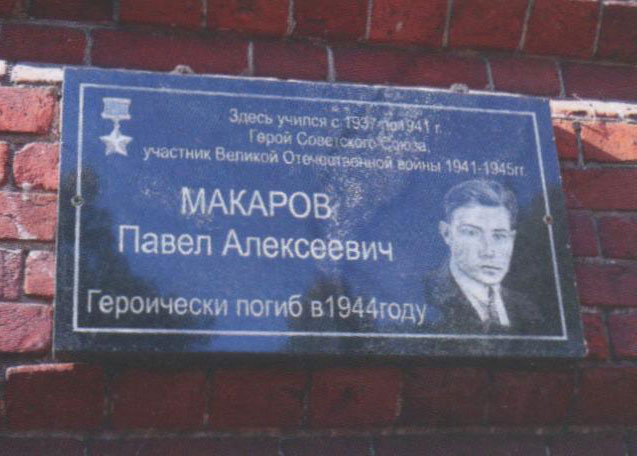 Здесь учился с 1937 по 1941 г.
Герой Советского Союза,
участник Великой Отечественной войны 1941-1945гг.
МАКАРОВ
Павел Алексеевич
Героически погиб в1944году